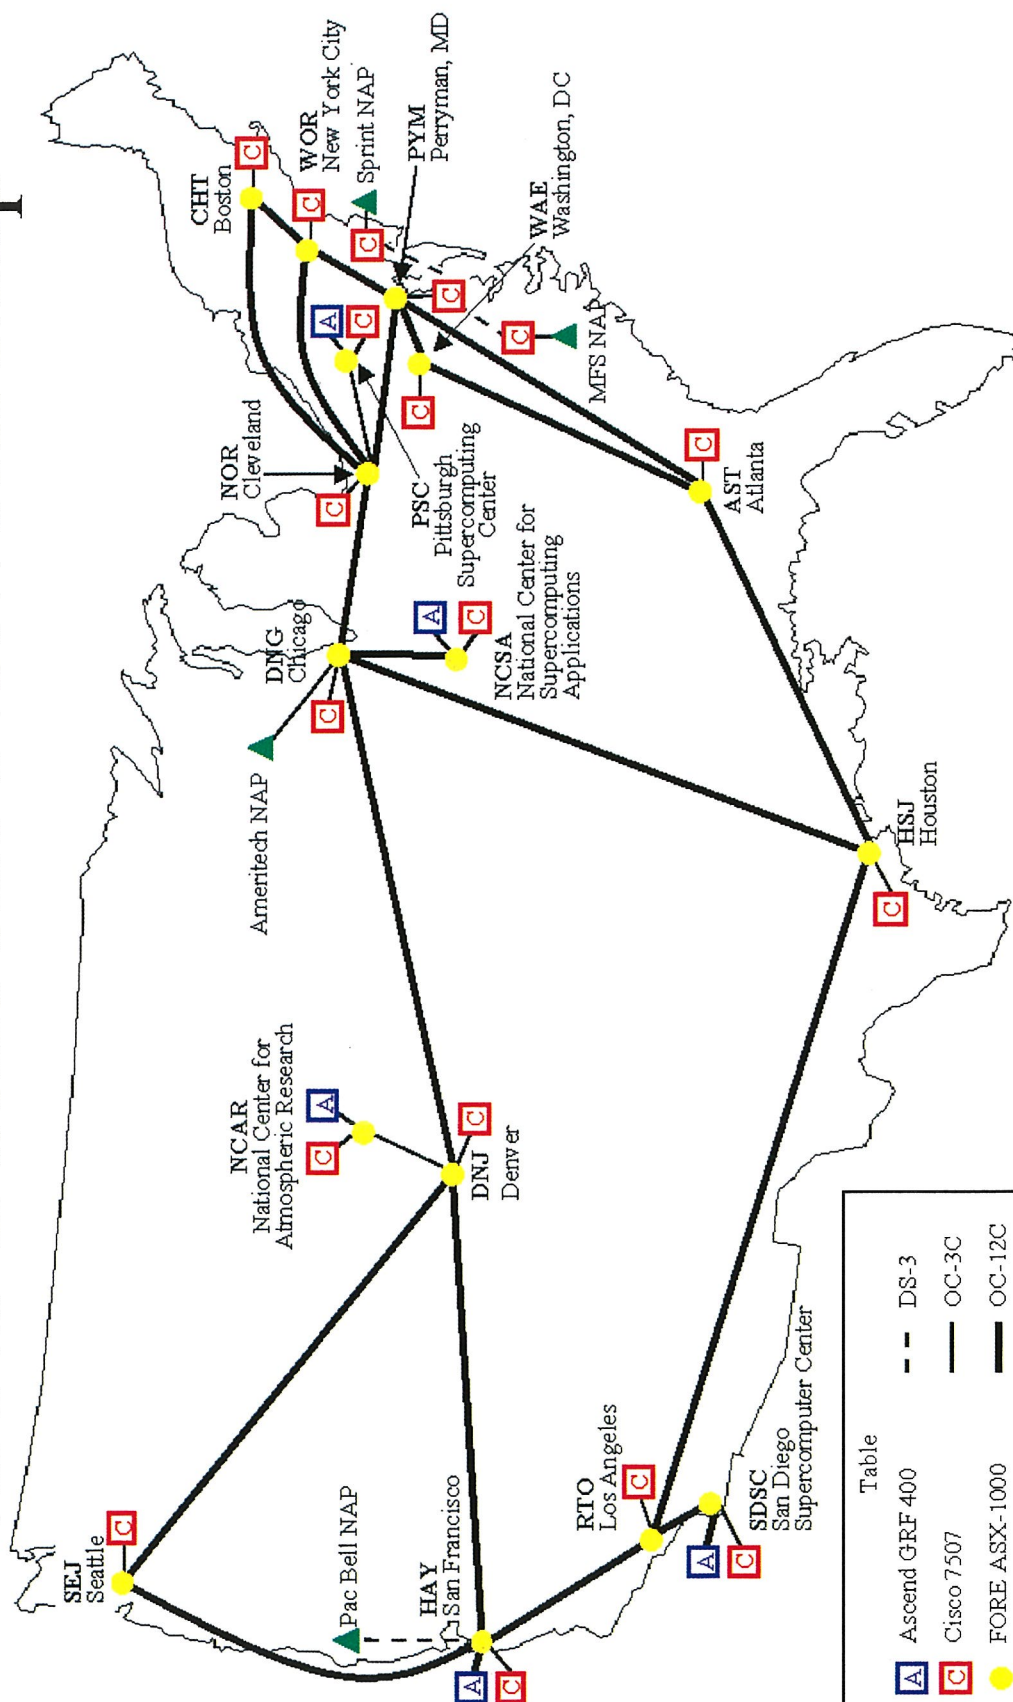 SEJ
Seattle
C
Pac Bell NAP
HAY
San Francisco
A
C
RTO
Los Angeles
C
SDSC
San Diego
Supercomputer Center
A
C
NCAR
National Center for
Atmospheric Research
C
A
DNJ
Denver
C
Ameritech NAP
DNG
Chicago
C
NCSA
National Center for
Supercomputing
Applications
A
C
HSJ
Houston
C
NOR
Cleveland
C
PSC
Pittsburgh
Supercomputing
Center
A
C
AST
Atlanta
C
CHT
Boston
C
WOR
New York City
C
Sprint NAP
C
PYM
Perryman, MD
C
WAE
Washington, DC
C
MFS NAP
C
Table
A Ascend GRF 400
C Cisco 7507
FORE ASX-1000
DS-3
OC-3C
OC-12C